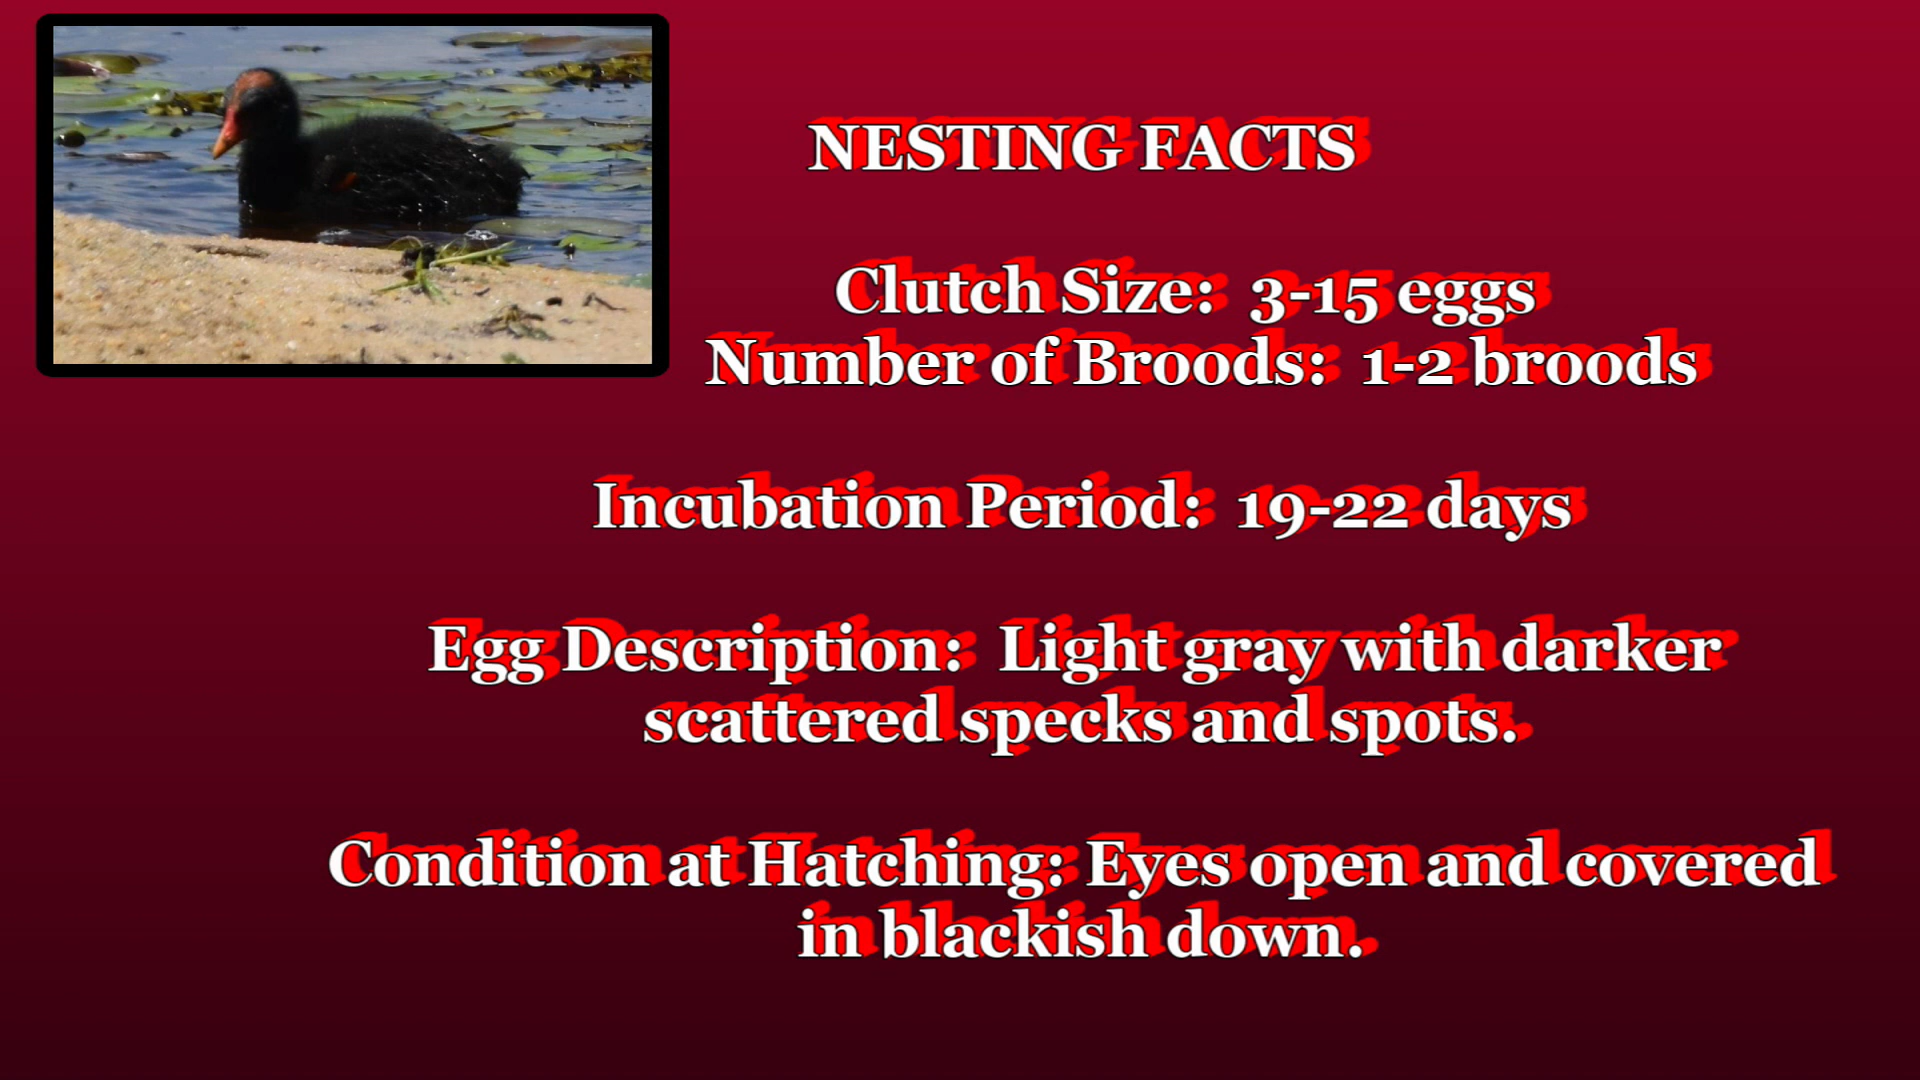 NESTING FACTS
Clutch Size:  3-15 eggs
Number of Broods:  1-2 broods
Incubation Period:  19-22 days
Egg Description:  Light gray with darker
scattered specks and spots.
Condition at Hatching: Eyes open and covered
in blackish down.